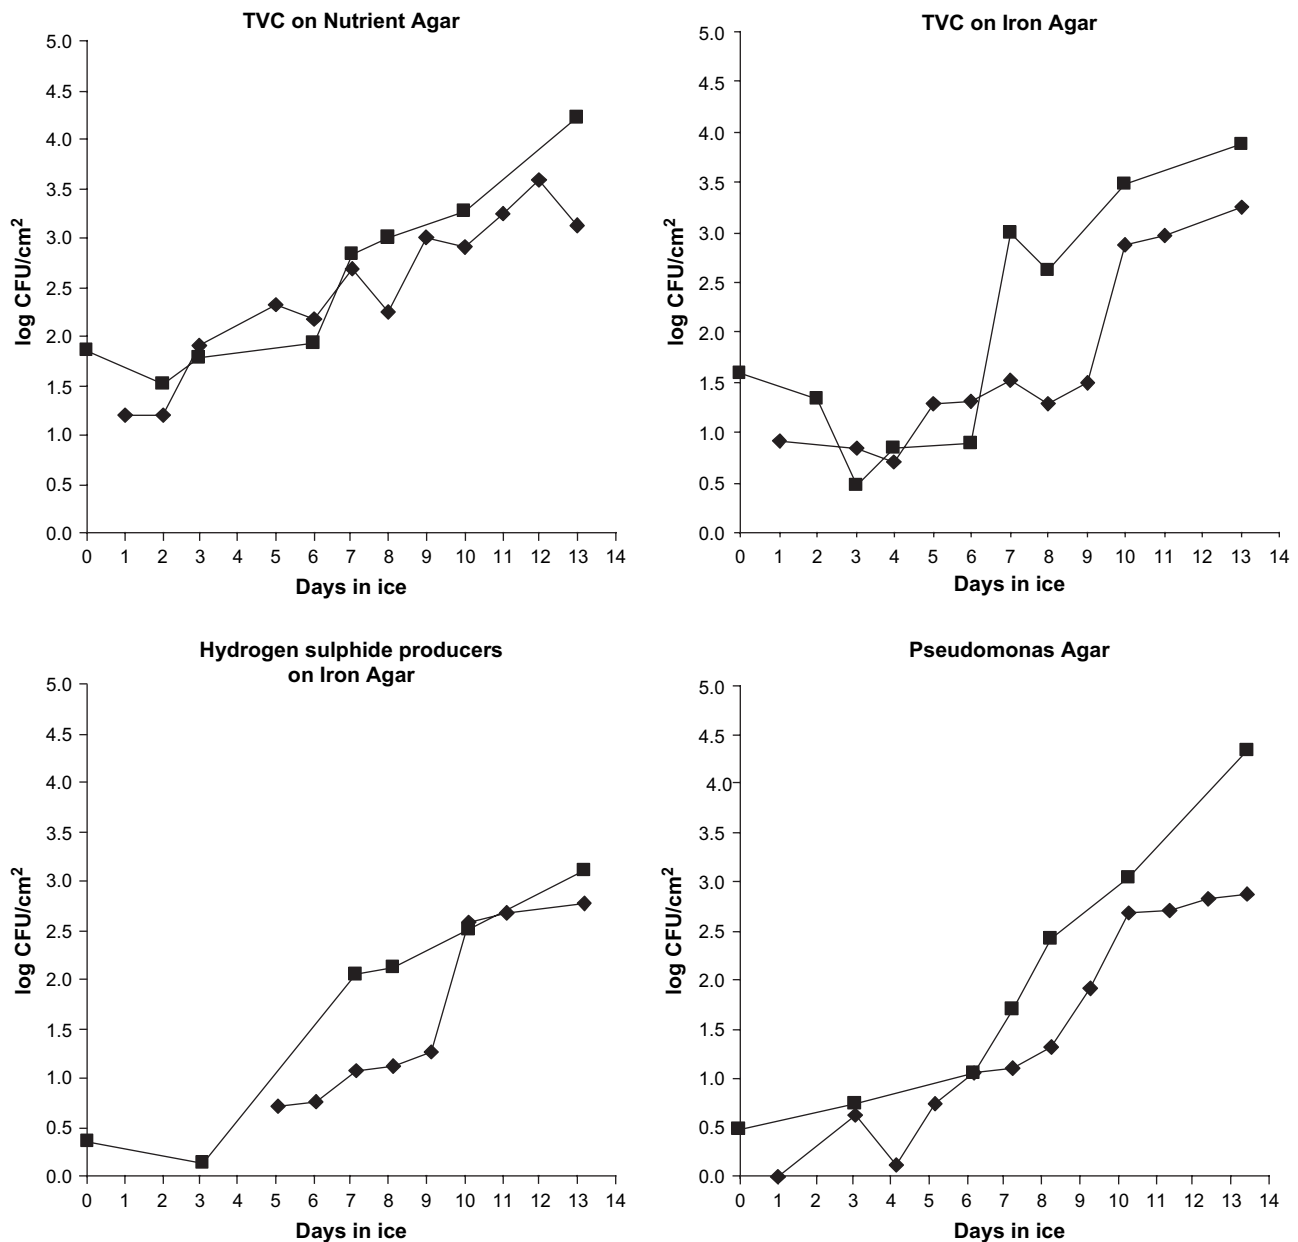 TVC on Nutrient Agar
5.0
4.5
4.0
3.5
3.0
2.5
2.0
1.5
1.0
0.5
0.0
log CFU/cm²
0 1 2 3 4 5 6 7 8 9 10 11 12 13 14
Days in ice
TVC on Iron Agar
5.0
4.5
4.0
3.5
3.0
2.5
2.0
1.5
1.0
0.5
0.0
log CFU/cm²
0 1 2 3 4 5 6 7 8 9 10 11 12 13 14
Days in ice
Hydrogen sulphide producers
on Iron Agar
5.0
4.5
4.0
3.5
3.0
2.5
2.0
1.5
1.0
0.5
0.0
log CFU/cm²
0 1 2 3 4 5 6 7 8 9 10 11 12 13 14
Days in ice
Pseudomonas Agar
5.0
4.5
4.0
3.5
3.0
2.5
2.0
1.5
1.0
0.5
0.0
log CFU/cm²
0 1 2 3 4 5 6 7 8 9 10 11 12 13 14
Days in ice